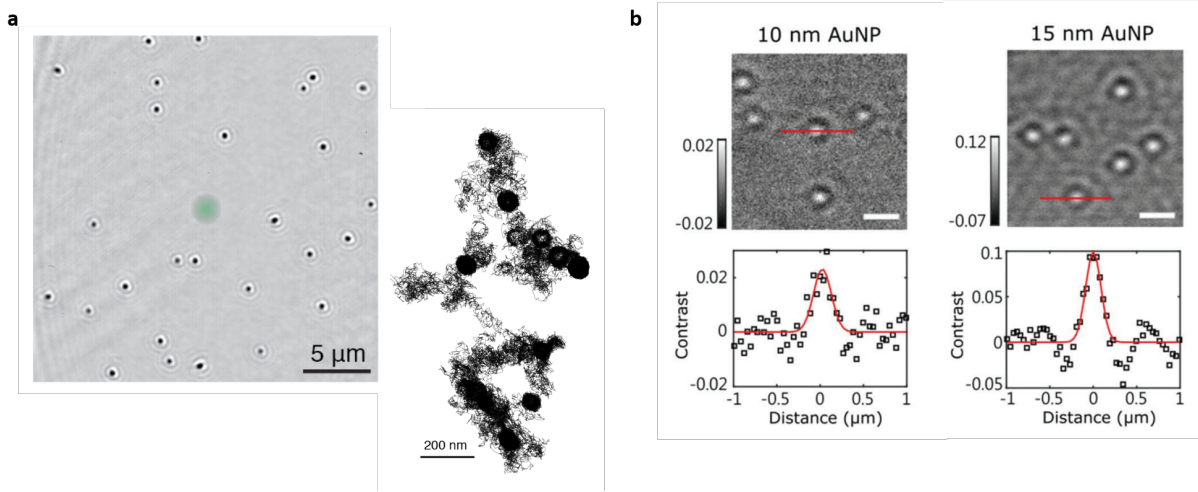 a
5 µm
200 nm
b
10 nm AuNP
0.02
-0.02
Contrast
0.02
0
-0.02
-1
-0.5
0
0.5
1
Distance (µm)
15 nm AuNP
0.12
-0.07
Contrast
0.1
0.05
0
-0.05
-1
-0.5
0
0.5
1
Distance (µm)